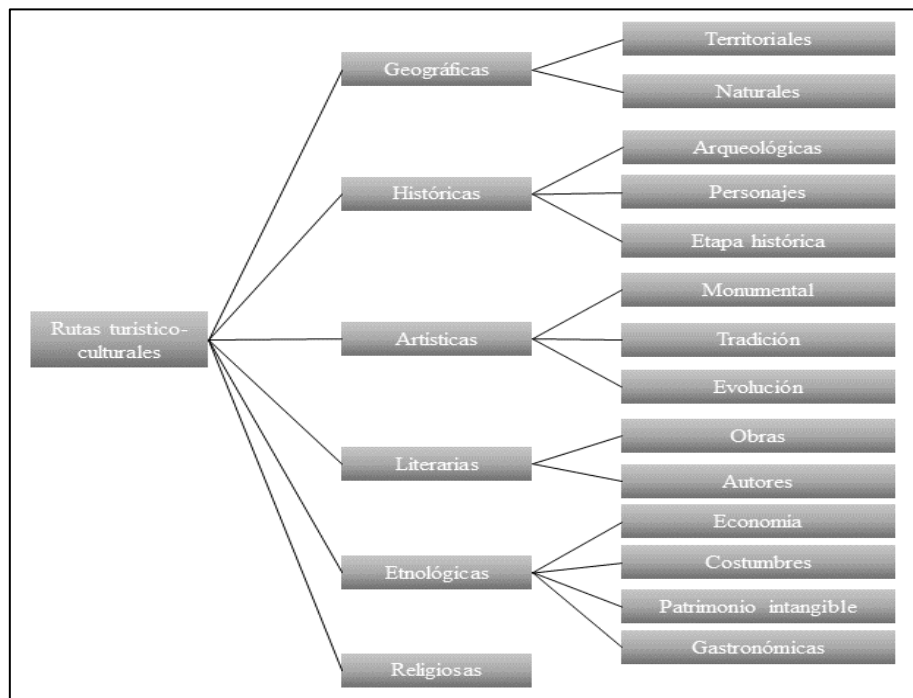 Rutas turístico-
culturales
Geográficas
Territoriales
Naturales
Históricas
Arqueológicas
Personajes
Etapa histórica
Artísticas
Monumental
Tradición
Evolución
Literarias
Obras
Autores
Etnológicas
Economía
Costumbres
Patrimonio intangible
Gastronómicas
Religiosas